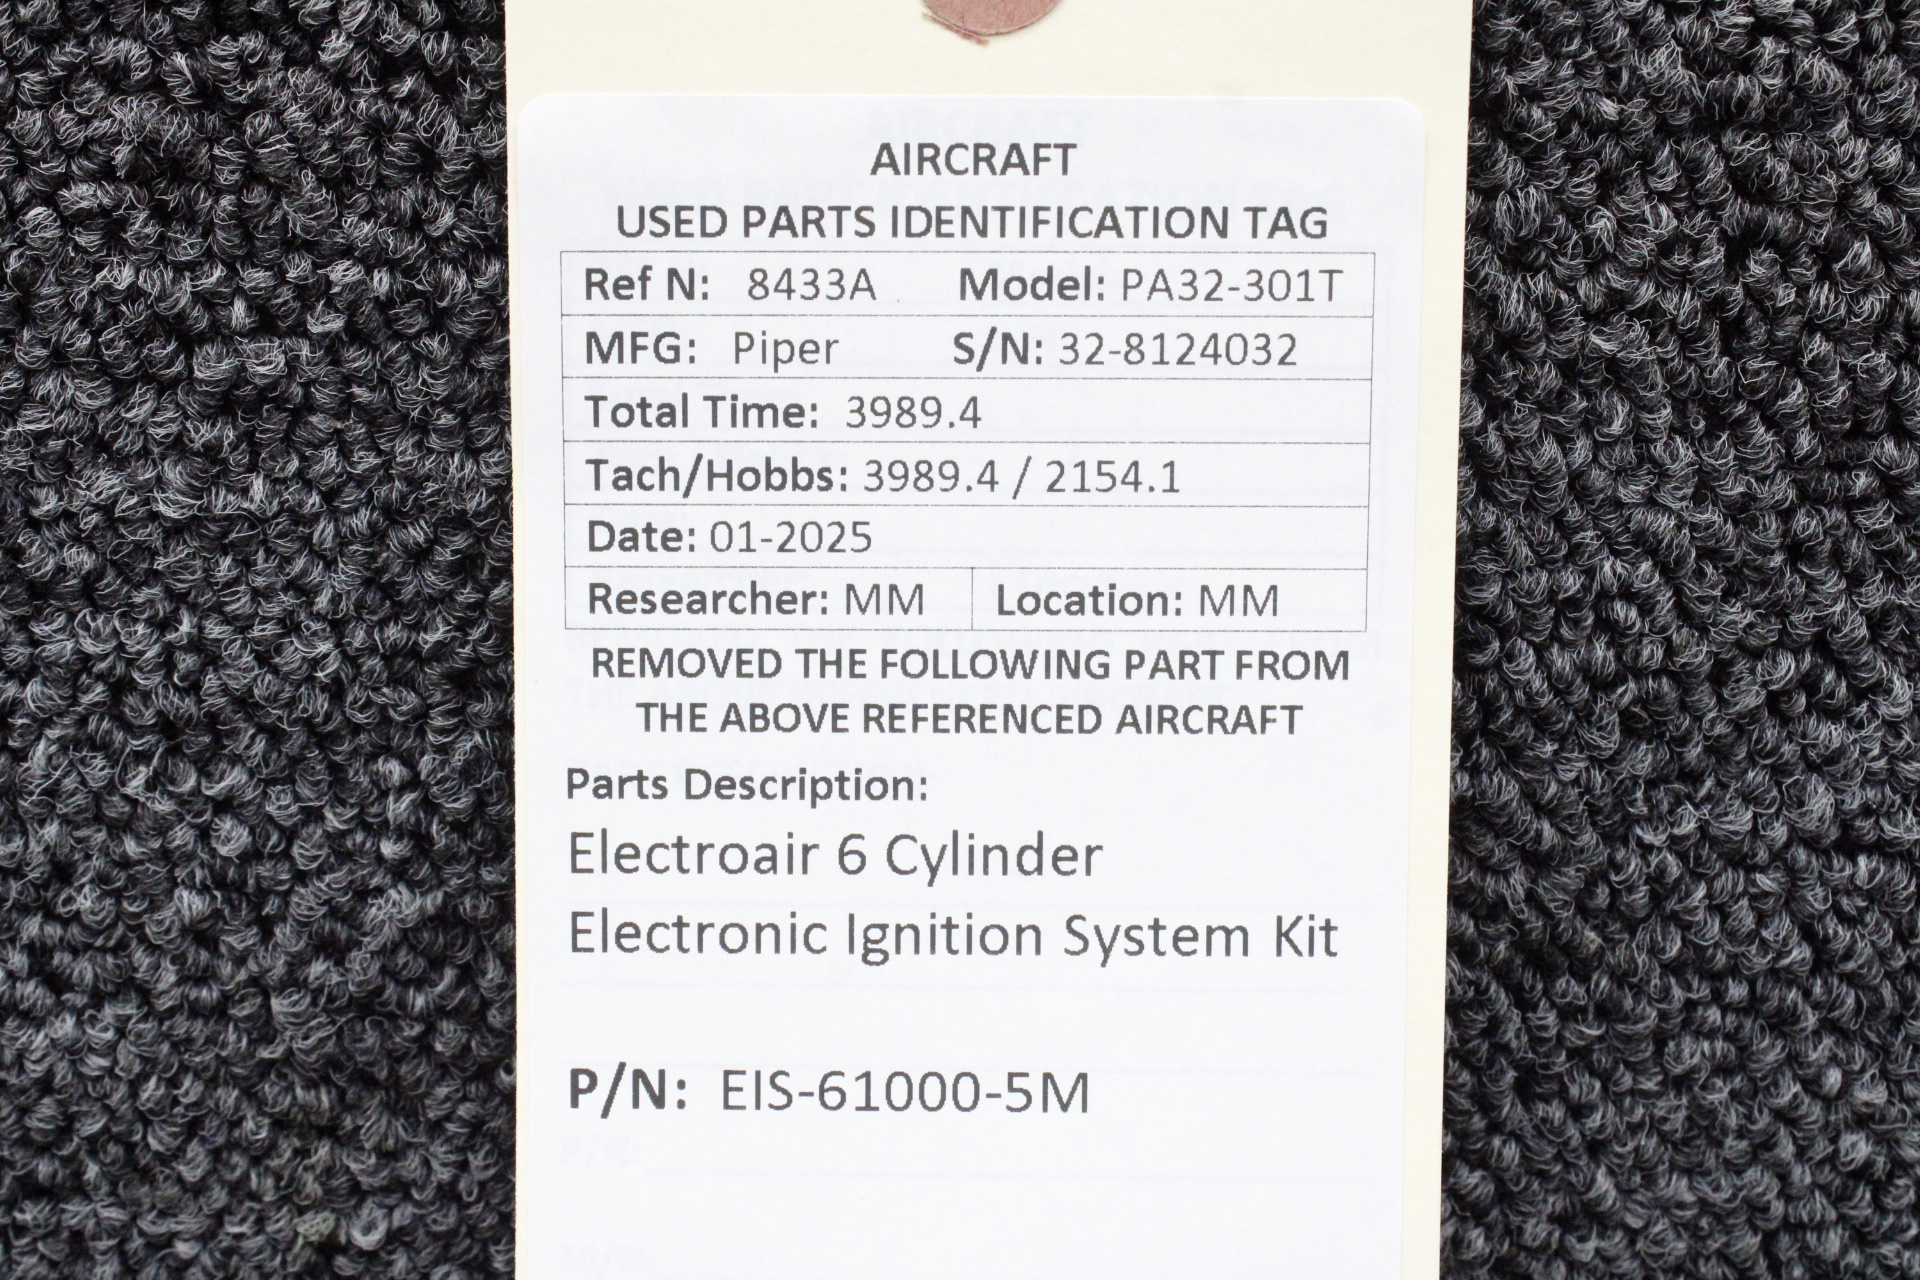 AIRCRAFT
USED PARTS IDENTIFICATION TAG
Ref N: 8433A Model: PA32-301T
MFG: Piper S/N: 32-8124032
Total Time: 3989.4
Tach/Hobbs: 3989.4 / 2154.1
Date: 01-2025
Researcher: MM Location: MM
REMOVED THE FOLLOWING PART FROM
THE ABOVE REFERENCED AIRCRAFT
Parts Description:
Electroair 6 Cylinder
Electronic Ignition System Kit
P/N: EIS-61000-5M